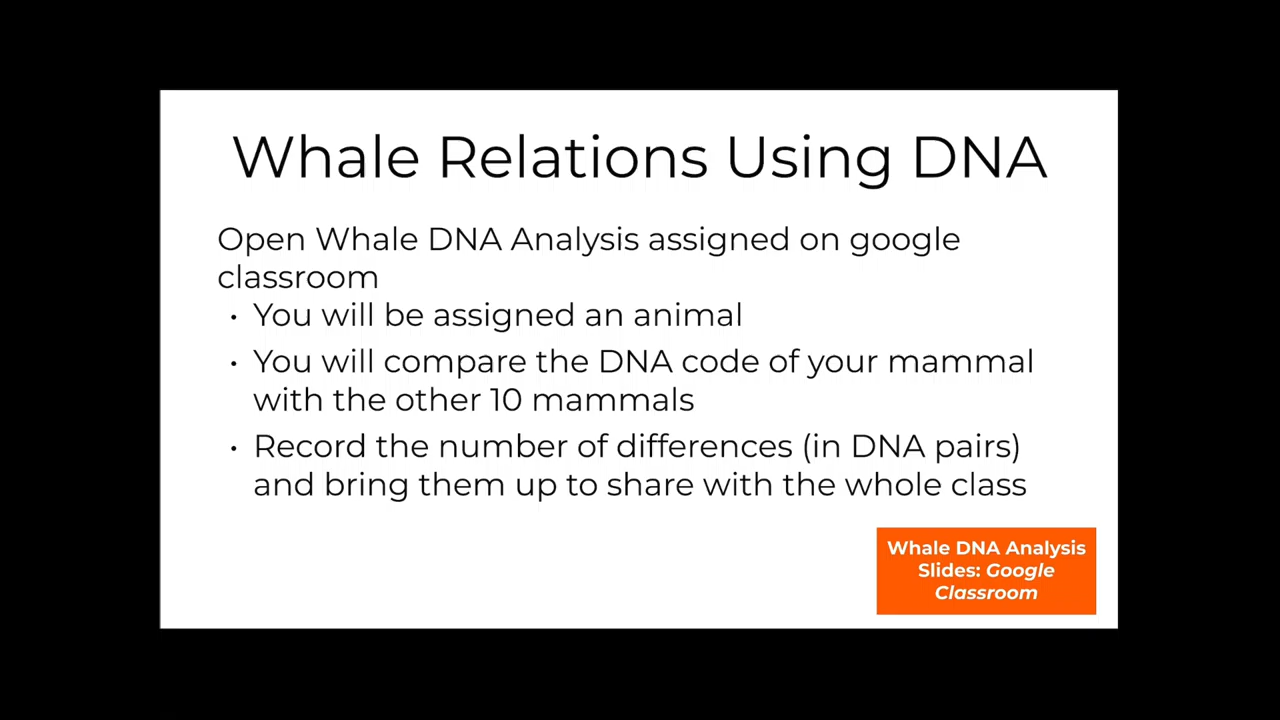 Whale Relations Using DNA
Open Whale DNA Analysis assigned on google
classroom
• You will be assigned an animal
• You will compare the DNA code of your mammal
with the other 10 mammals
• Record the number of differences (in DNA pairs)
and bring them up to share with the whole class
Whale DNA Analysis
Slides: Google
Classroom